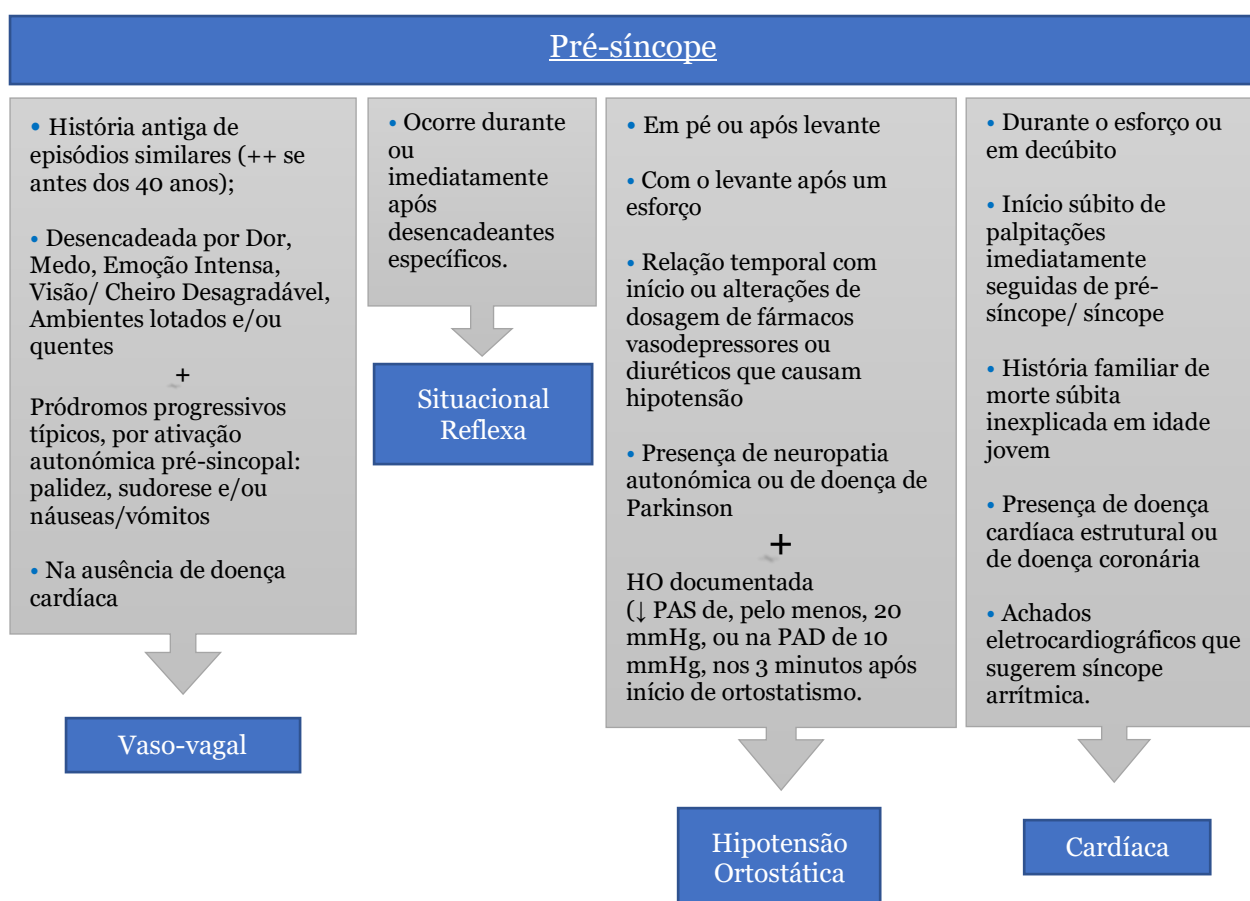 Pré-síncope
• História antiga de
episódios similares (++ se
antes dos 40 anos);
• Desencadeada por Dor,
Medo, Emoção Intensa,
Visão/ Cheiro Desagradável,
Ambientes lotados e/ou
quentes
+
Pródromos progressivos
típicos, por ativação
autonómica pré-sincopal:
palidez, sudorese e/ou
náuseas/vómitos
• Na ausência de doença
cardíaca
Vaso-vagal
• Ocorre durante
ou
imediatamente
após
desencadeantes
específicos.
Situacional
Reflexa
• Em pé ou após levante
• Com o levante após um
esforço
• Relação temporal com
início ou alterações de
dosagem de fármacos
vasodepressores ou
diuréticos que causam
hipotensão
• Presença de neuropatia
autonómica ou de doença de
Parkinson
+
HO documentada
(↓ PAS de, pelo menos, 20
mmHg, ou na PAD de 10
mmHg, nos 3 minutos após
início de ortostatismo.
Hipotensão
Ortostática
• Durante o esforço ou
em decúbito
• Início súbito de
palpitações
imediatamente
seguidas de pré-
síncope/ síncope
• História familiar de
morte súbita
inexplicada em idade
jovem
• Presença de doença
cardíaca estrutural ou
de doença coronária
• Achados
eletrocardiográficos que
sugerem síncope
arrítmica.
Cardíaca